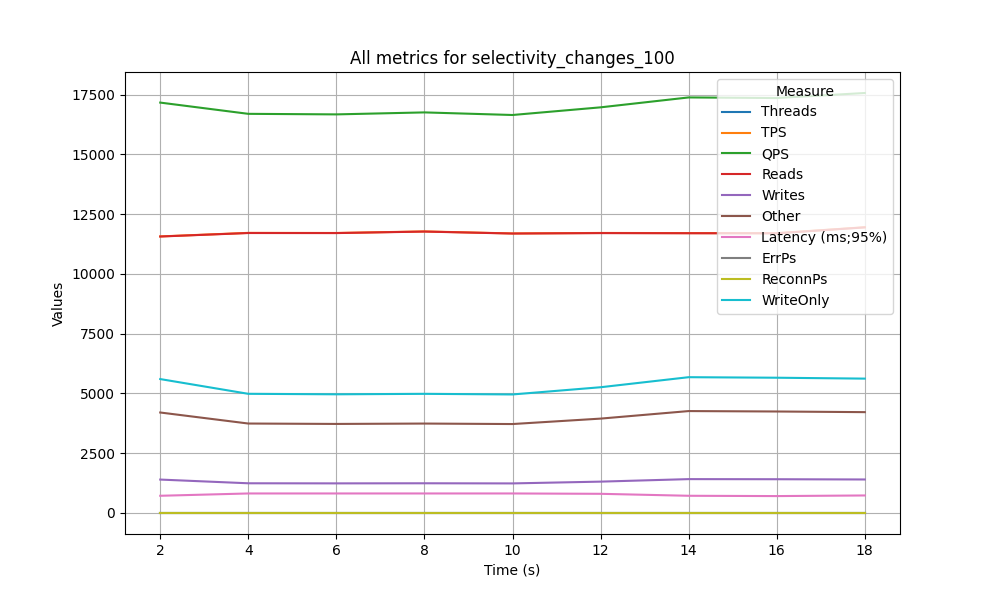 All metrics for selectivity_changes_100
Values
17500
15000
12500
10000
7500
5000
2500
0
Measure
Threads
TPS
QPS
Reads
Writes
Other
Latency (ms;95%)
ErrPs
ReconnPs
WriteOnly
2 4 6 8 10 12 14 16 18
Time (s)